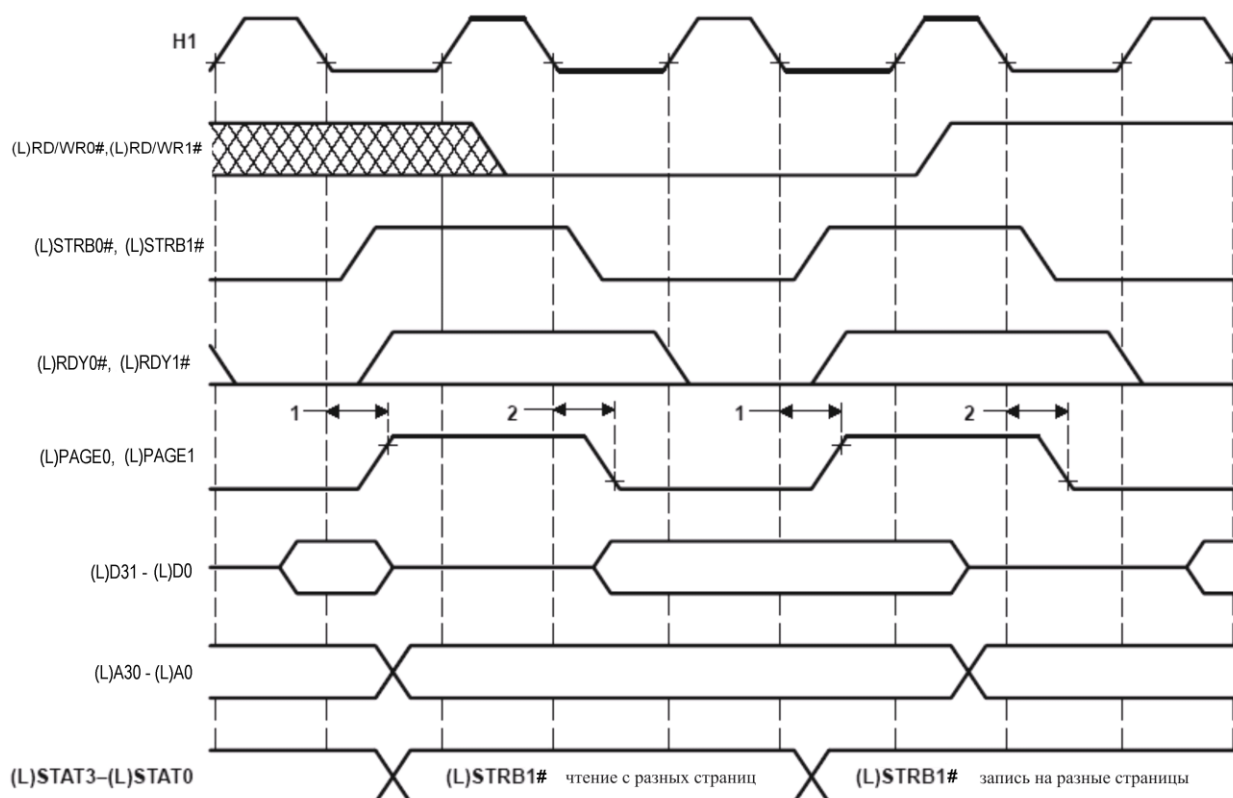 H1
(L)RD/WR0#,(L)RD/WR1#
(L)STRB0#, (L)STRB1#
(L)RDY0#, (L)RDY1#
1 2 1 2
(L)PAGE0, (L)PAGE1
(L)D31 - (L)D0
(L)A30 - (L)A0
(L)STAT3–(L)STAT0 (L)STRB1# чтение с разных страниц (L)STRB1# запись на разные страницы